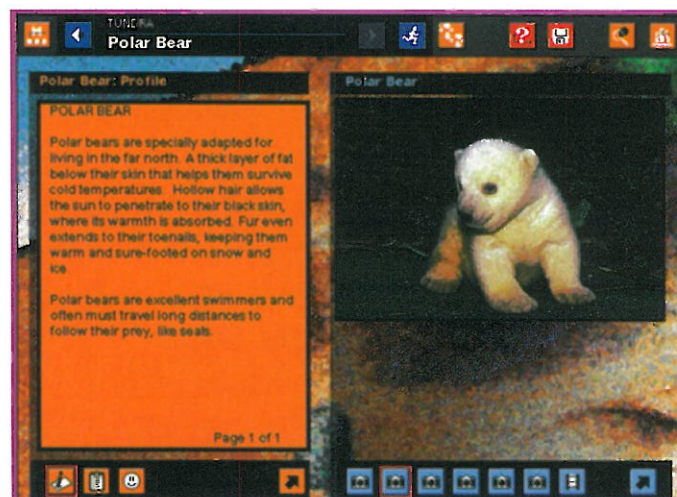 TUNDRA
Polar Bear
Polar Bear: Profile
Polar Bear
POLAR BEAR
Polar bears are specially adapted for
living in the far north. A thick layer of fat
below their skin that helps them survive
cold temperatures. Hollow hair allows
the sun to penetrate to their black skin,
where its warmth is absorbed. Fur even
extends to their toenails, keeping them
warm and sure-footed on snow and
ice.
Polar bears are excellent swimmers and
often must travel long distances to
follow their prey, like seals.
Page 1 of 1